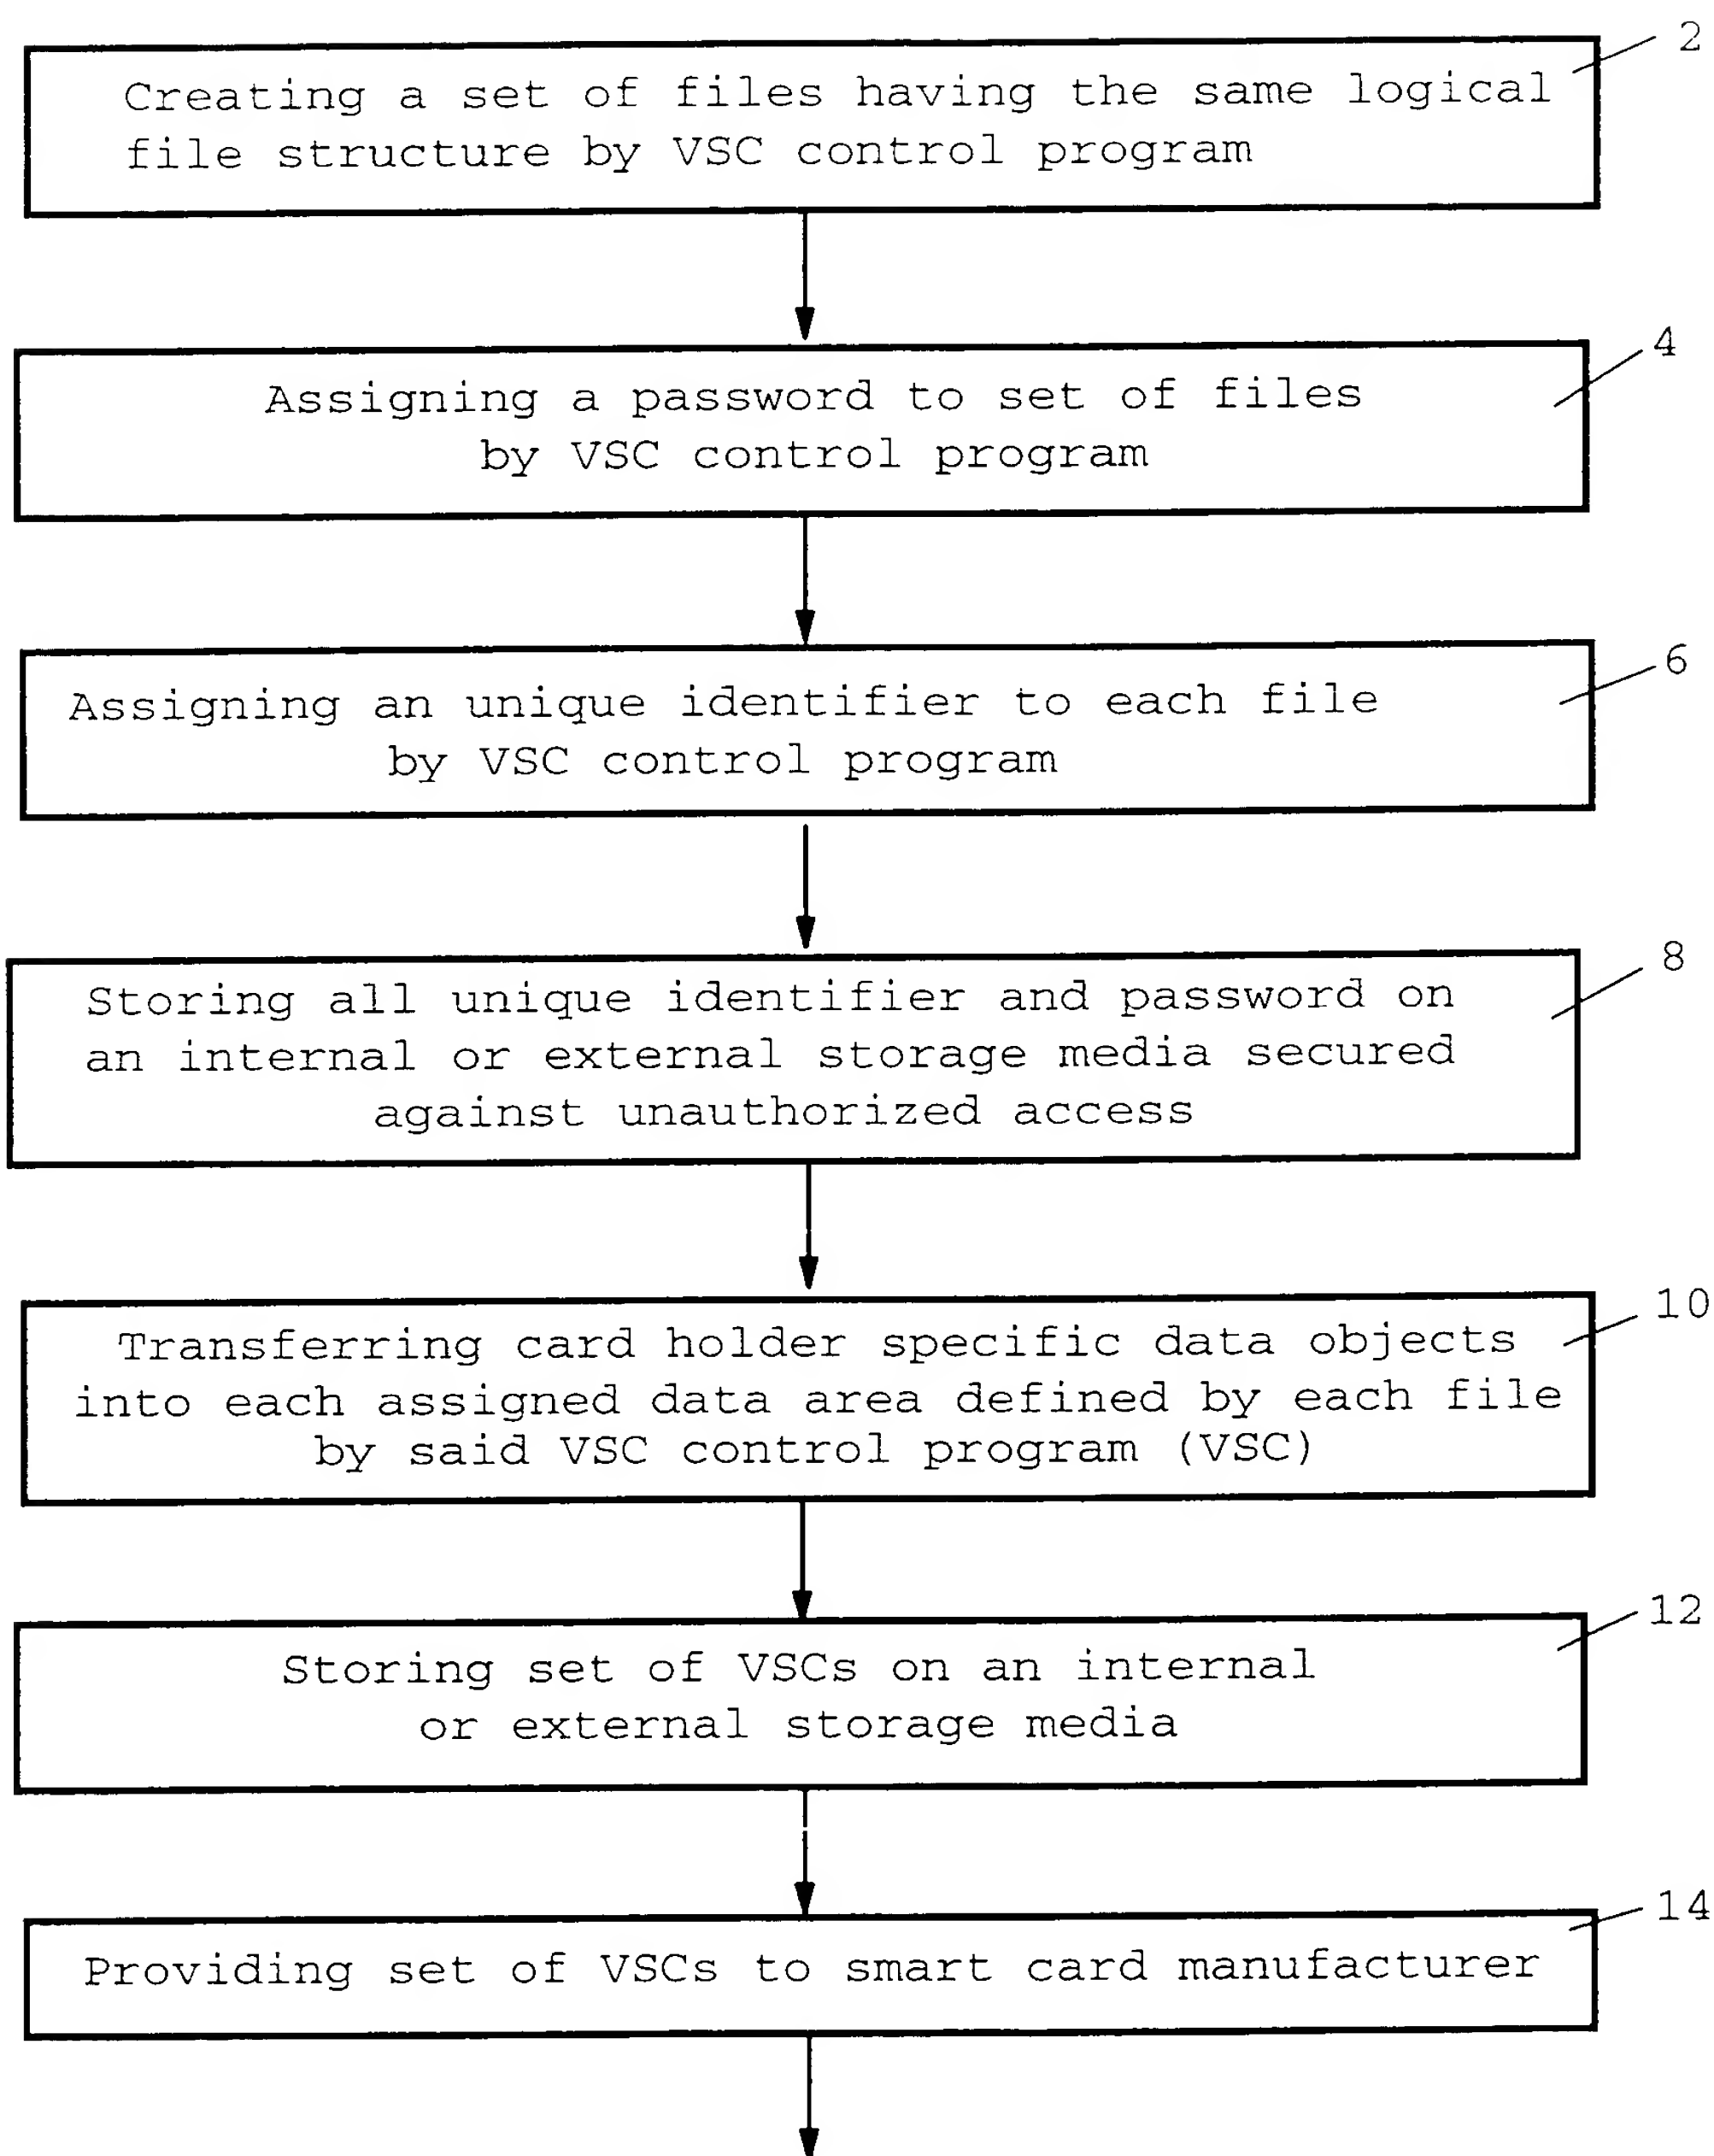 2
Creating a set of files having the same logical
file structure by VSC control program
4
Assigning a password to set of files
by VSC control program
6
Assigning an unique identifier to each file
by VSC control program
8
Storing all unique identifier and password on
an internal or external storage media secured
against unauthorized access
10
Transferring card holder specific data objects
into each assigned data area defined by each file
by said VSC control program (VSC)
12
Storing set of VSCs on an internal
or external storage media
14
Providing set of VSCs to smart card manufacturer